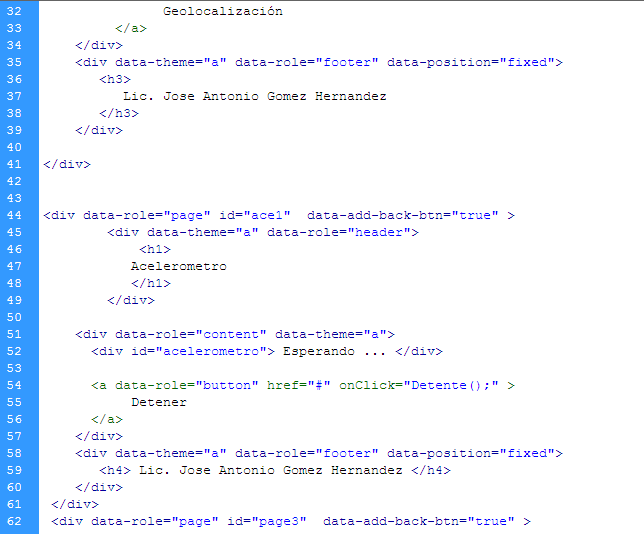 32 Geolocalización
33 </a>
34 </div>
35 <div data-theme="a" data-role="footer" data-position="fixed">
36 <h3>
37 Lic. Jose Antonio Gomez Hernandez
38 </h3>
39 </div>
40
41 </div>
42
43
44 <div data-role="page" id="ace1"  data-add-back-btn="true" >
45 <div data-theme="a" data-role="header">
46 <h1>
47 Acelerometro
48 </h1>
49 </div>
50
51 <div data-role="content" data-theme="a">
52 <div id="acelerometro"> Esperando ... </div>
53
54 <a data-role="button" href="#" onClick="Detente();" >
55 Detener
56 </a>
57 </div>
58 <div data-theme="a" data-role="footer" data-position="fixed">
59 <h4> Lic. Jose Antonio Gomez Hernandez </h4>
60 </div>
61 </div>
62 <div data-role="page" id="page3"  data-add-back-btn="true" >